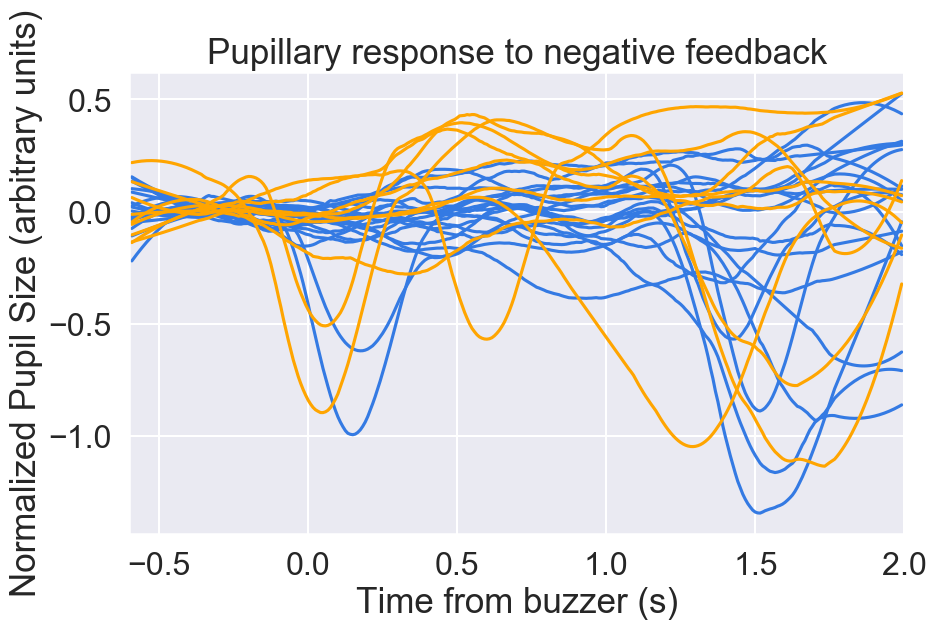 Pupillary response to negative feedback
Normalized Pupil Size (arbitrary units)
0.5
0.0
−0.5
−1.0
−0.5 0.0 0.5 1.0 1.5 2.0
Time from buzzer (s)